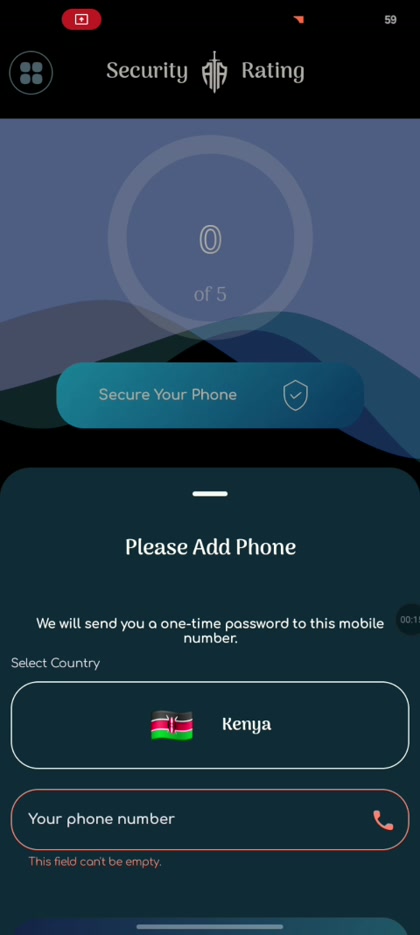 59
Security Rating
0
of 5
Secure Your Phone
Please Add Phone
We will send you a one-time password to this mobile
number.
Select Country
Kenya
Your phone number
This field can't be empty.